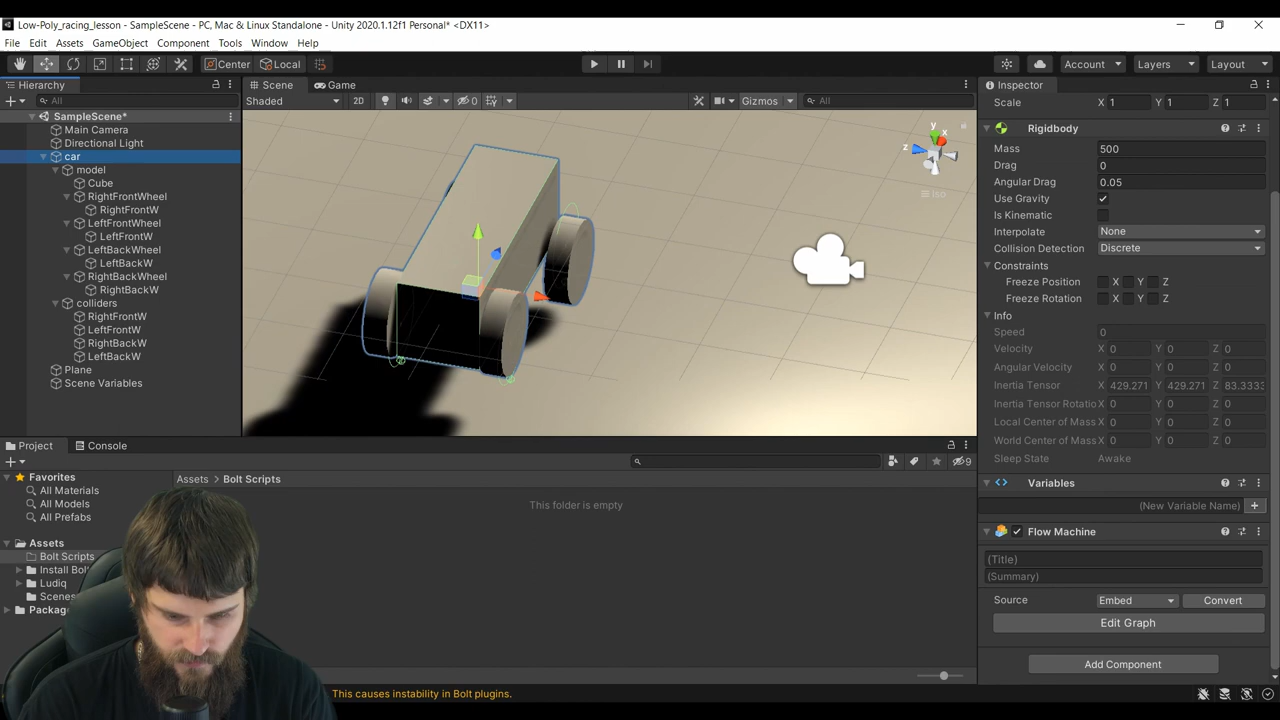 Low-Poly_racing_lesson - SampleScene - PC, Mac & Linux Standalone - Unity 2020.1.12f1 Personal* <DX11>
File Edit Assets GameObject Component Tools Window Help
Center Local Account Layers Layout
Hierarchy
All
SampleScene*
Main Camera
Directional Light
car
model
Cube
RightFrontWheel
RightFrontW
LeftFrontWheel
LeftFrontW
LeftBackWheel
LeftBackW
RightBackWheel
RightBackW
colliders
RightFrontW
LeftFrontW
RightBackW
LeftBackW
Plane
Scene Variables
Scene Game
Shaded 2D 0 Gizmos All
y
x
z
Iso
Inspector
Scale X 1 Y 1 Z 1
Rigidbody
Mass 500
Drag 0
Angular Drag 0.05
Use Gravity
Is Kinematic
Interpolate None
Collision Detection Discrete
Constraints
Freeze Position X Y Z
Freeze Rotation X Y Z
Info
Speed 0
Velocity X 0 Y 0 Z 0
Angular Velocity X 0 Y 0 Z 0
Inertia Tensor X 429.271 Y 429.271 Z 83.3333
Inertia Tensor Rotatio X 0 Y 0 Z 0
Local Center of Mass X 0 Y 0 Z 0
World Center of Mass X 0 Y 0 Z 0
Sleep State Awake
Variables
(New Variable Name)
Flow Machine
(Title)
(Summary)
Source Embed Convert
Edit Graph
Add Component
Project Console
9
Favorites
All Materials
All Models
All Prefabs
Assets
Bolt Scripts
Install Bol
Ludiq
Scenes
Packag
Assets > Bolt Scripts
This folder is empty
This causes instability in Bolt plugins.